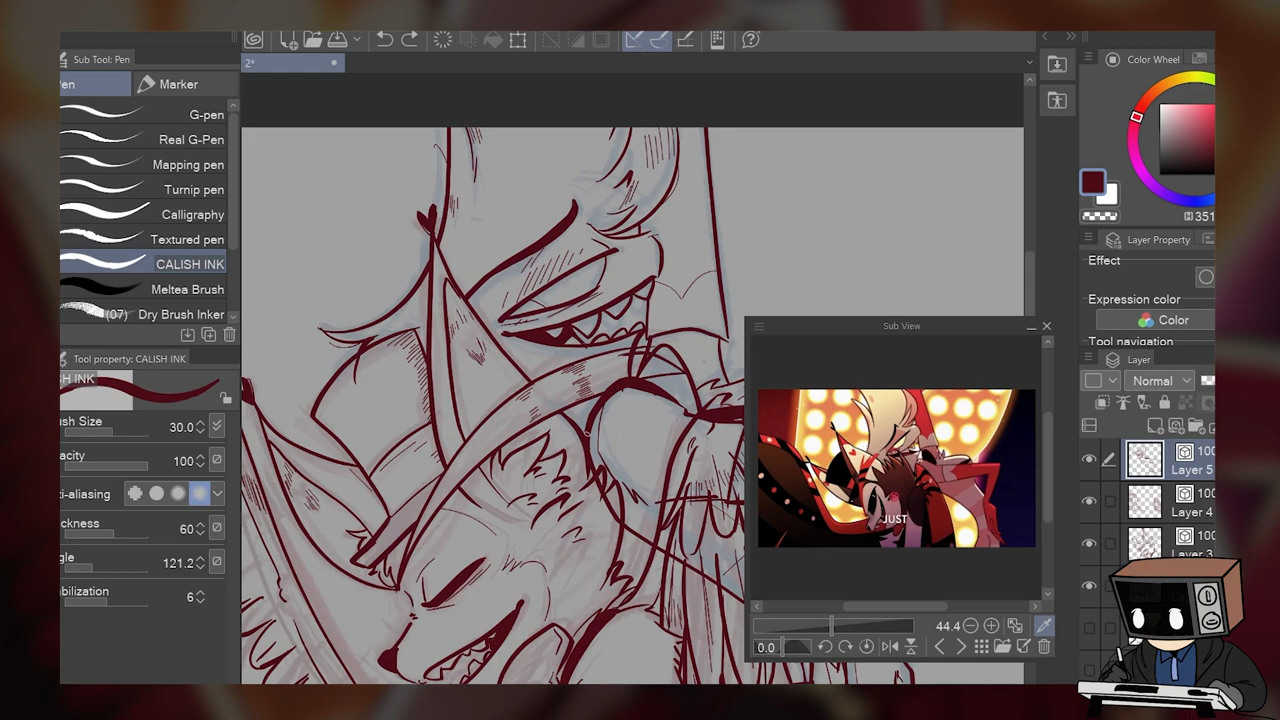 Sub Tool: Pen
en
Marker
G-pen
Real G-Pen
Mapping pen
Turnip pen
Calligraphy
Textured pen
CALISH INK
Meltea Brush
(07) Dry Brush Inker
Tool property: CALISH INK
SH INK
ush Size
30.0
acity
100
ti-aliasing
ckness
60
gle
121.2
bilization
6
2*
Sub View
JUST
44.4
0.0
Color Wheel
351
Layer Property
Effect
Expression color
Color
Tool navigation
Layer
Normal
100
Layer 5
100
Layer 4
100
Layer 3